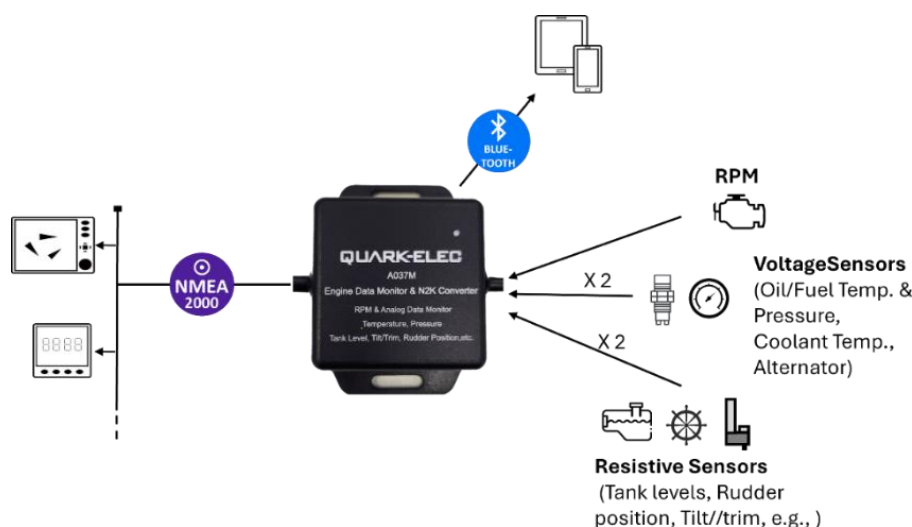 BLUE-
TOOTH
RPM
NMEA
2000
QUARK-ELEC
A037M
Engine Data Monitor & N2K Converter
RPM & Analog Data Monitor
Temperature, Pressure
Tank Level, Tilt/Trim, Rudder Position,etc.
X 2
X 2
VoltageSensors
(Oil/Fuel Temp. &
Pressure,
Coolant Temp.,
Alternator)
8888
Resistive Sensors
(Tank levels, Rudder
position, Tilt//trim, e.g., )